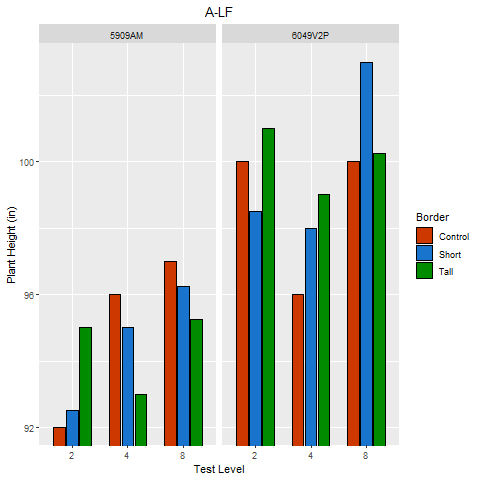 A-LF
5909AM
6049V2P
Plant Height (in)
100
96
92
2
4
8
2
4
8
Test Level
Border
Control
Short
Tall